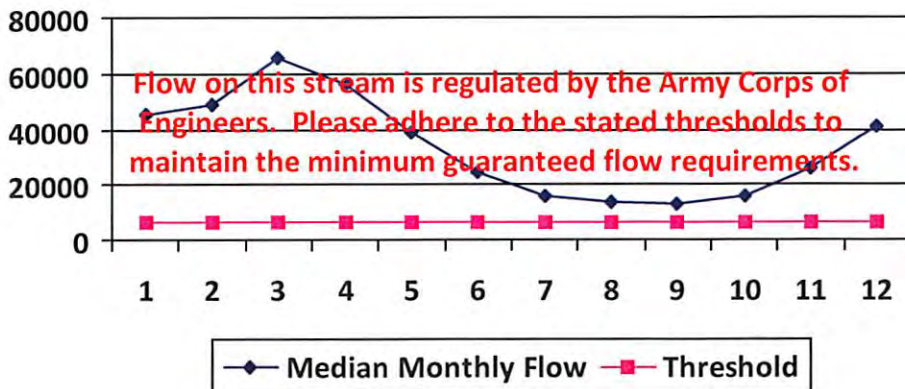 80000
60000
40000
20000
0
Flow on this stream is regulated by the Army Corps of
Engineers. Please adhere to the stated thresholds to
maintain the minimum guaranteed flow requirements.
1 2 3 4 5 6 7 8 9 10 11 12
Median Monthly Flow Threshold